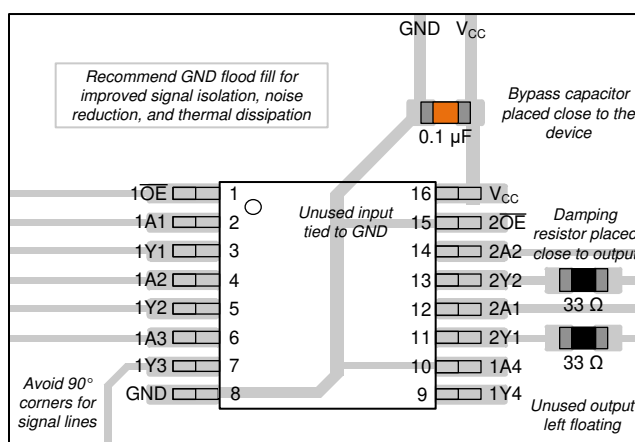 GND V_CC
Recommend GND flood fill for
improved signal isolation, noise
reduction, and thermal dissipation
Bypass capacitor
placed close to the
device
0.1 µF
1O̅E̅ 1 16 V_CC
1A1 2 Unused input
tied to GND 15 2O̅E̅
1Y1 3 14 2A2
Damping
resistor placed
close to output
1A2 4 13 2Y2
33 Ω
1Y2 5 12 2A1
1A3 6 11 2Y1
33 Ω
1Y3 7 10 1A4
GND 8 9 1Y4
Avoid 90°
corners for
signal lines
Unused output
left floating